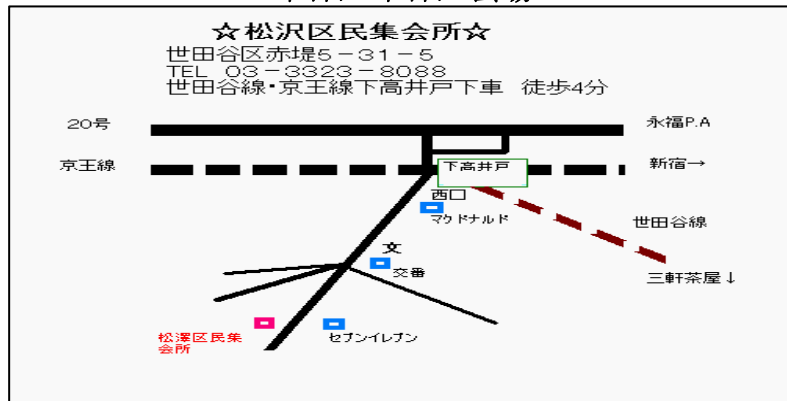 ☆松沢区民集会所☆
世田谷区赤堤5－31－5
TEL 03－3323－8088
世田谷線・京王線下高井戸下車 徒歩4分
20号
永福P.A
京王線
下高井戸
新宿→
西口
マクドナルド
世田谷線
文
交番
三軒茶屋↓
松澤区民集
会所
セブンイレブン